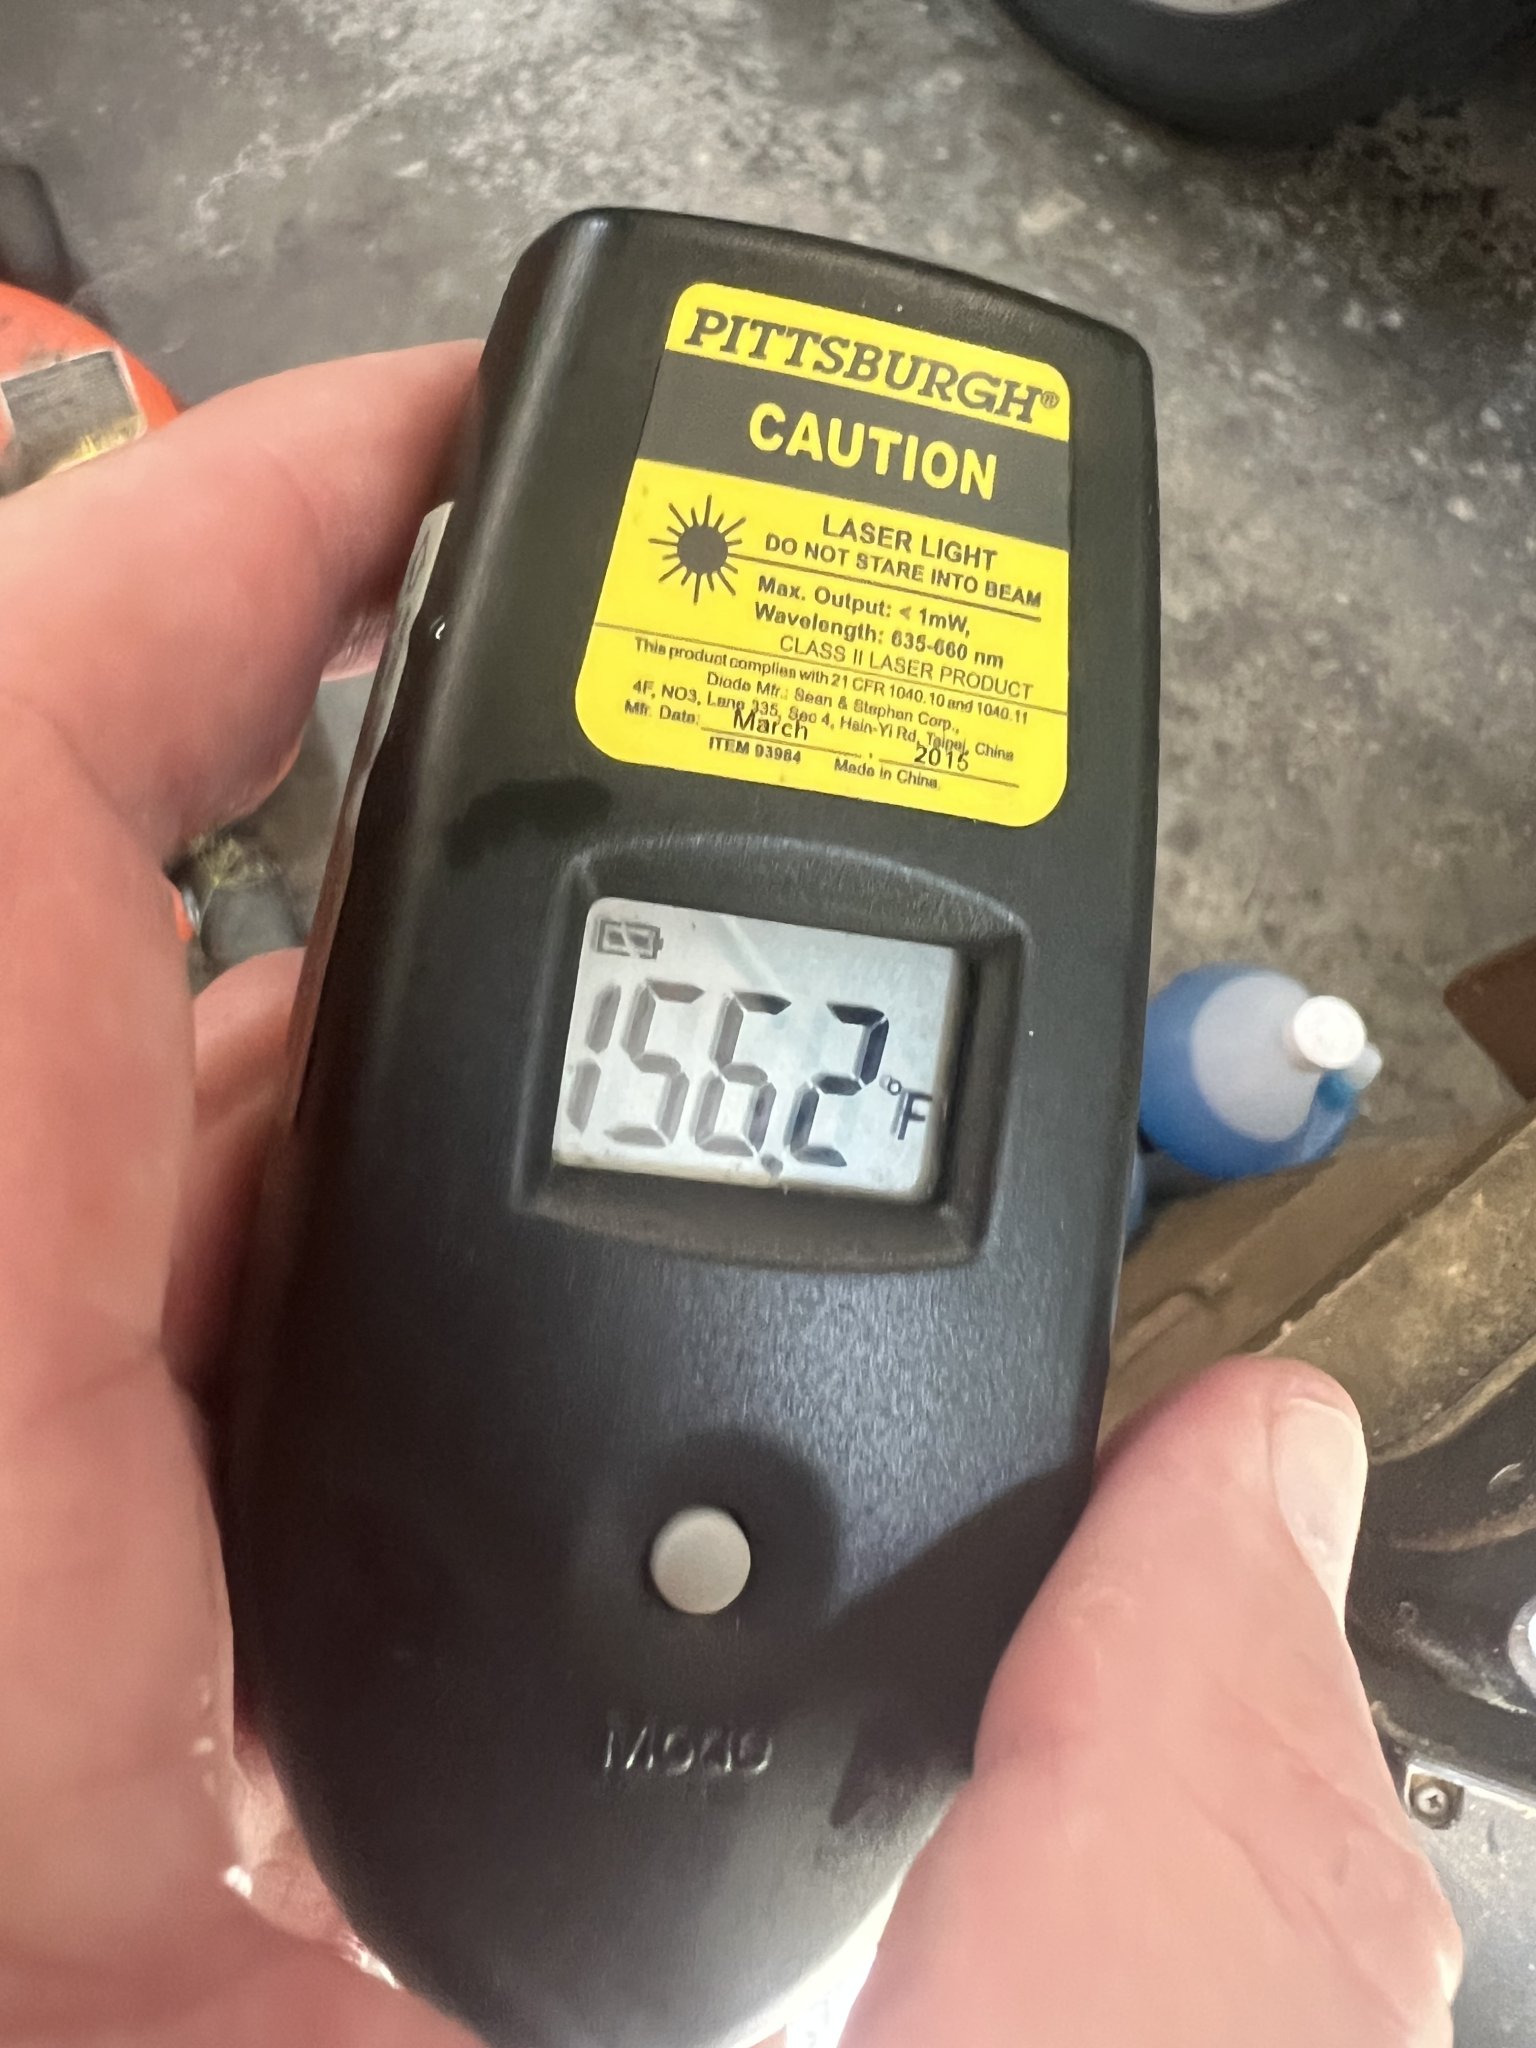 PITTSBURGH®
CAUTION
LASER LIGHT
DO NOT STARE INTO BEAM
Max. Output: < 1mW,
Wavelength: 635-660 nm
CLASS II LASER PRODUCT
This product complies with 21 CFR 1040.10 and 1040.11
Diode Mfr.: Sean & Stephan Corp.,
4F, NO3, Lane 335, Sec 4, Hsin-Yi Rd, Taipei, China
Mfr. Date: March, 2015
ITEM 93984 Made in China
156.2°F
Mode